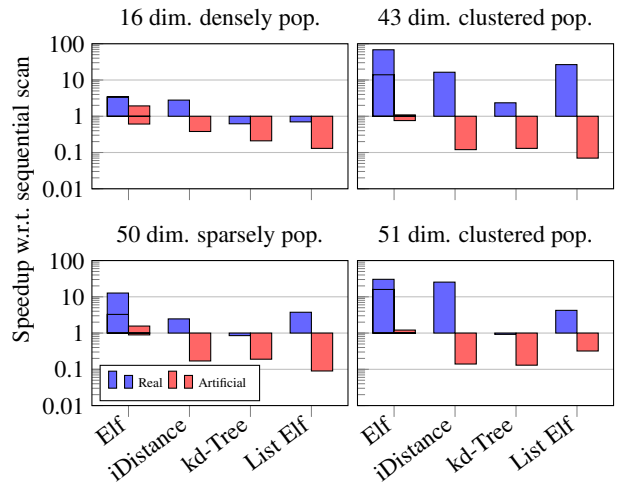 16 dim. densely pop.
43 dim. clustered pop.
100
10
1
0.1
0.01
Speedup w.r.t. sequential scan
50 dim. sparsely pop.
51 dim. clustered pop.
100
10
1
0.1
0.01
Real
Artificial
Elf
iDistance
kd-Tree
List Elf
Elf
iDistance
kd-Tree
List Elf